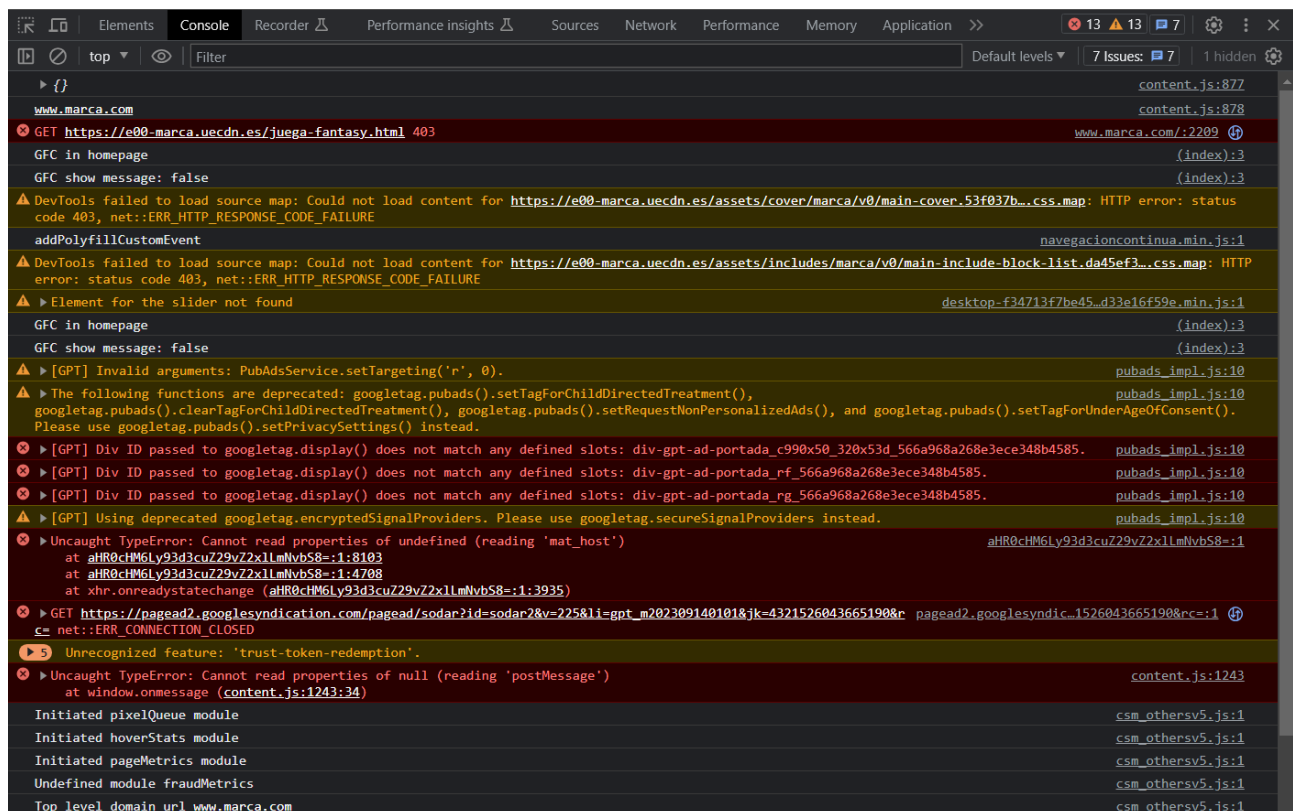 Elements Console Recorder Performance insights Sources Network Performance Memory Application 13 13 7
top Filter Default levels 7 Issues: 7 1 hidden
{} content.js:877
www.marca.com content.js:878
GET https://e00-marca.uecdn.es/juega-fantasy.html 403 www.marca.com/:2209
GFC in homepage (index):3
GFC show message: false (index):3
DevTools failed to load source map: Could not load content for https://e00-marca.uecdn.es/assets/cover/marca/v0/main-cover.53f037b….css.map: HTTP error: status
code 403, net::ERR_HTTP_RESPONSE_CODE_FAILURE
addPolyfillCustomEvent navegacioncontinua.min.js:1
DevTools failed to load source map: Could not load content for https://e00-marca.uecdn.es/assets/includes/marca/v0/main-include-block-list.da45ef3….css.map: HTTP
error: status code 403, net::ERR_HTTP_RESPONSE_CODE_FAILURE
Element for the slider not found desktop-f34713f7be45…d33e16f59e.min.js:1
GFC in homepage (index):3
GFC show message: false (index):3
[GPT] Invalid arguments: PubAdsService.setTargeting('r', 0). pubads_impl.js:10
The following functions are deprecated: googletag.pubads().setTagForChildDirectedTreatment(), pubads_impl.js:10
googletag.pubads().clearTagForChildDirectedTreatment(), googletag.pubads().setRequestNonPersonalizedAds(), and googletag.pubads().setTagForUnderAgeOfConsent().
Please use googletag.pubads().setPrivacySettings() instead.
[GPT] Div ID passed to googletag.display() does not match any defined slots: div-gpt-ad-portada_c990x50_320x53d_566a968a268e3ece348b4585. pubads_impl.js:10
[GPT] Div ID passed to googletag.display() does not match any defined slots: div-gpt-ad-portada_rf_566a968a268e3ece348b4585. pubads_impl.js:10
[GPT] Div ID passed to googletag.display() does not match any defined slots: div-gpt-ad-portada_rg_566a968a268e3ece348b4585. pubads_impl.js:10
[GPT] Using deprecated googletag.encryptedSignalProviders. Please use googletag.secureSignalProviders instead. pubads_impl.js:10
Uncaught TypeError: Cannot read properties of undefined (reading 'mat_host') aHR0cHM6Ly93d3cuZ29vZ2xlLmNvbS8=:1
at aHR0cHM6Ly93d3cuZ29vZ2xlLmNvbS8=:1:8103
at aHR0cHM6Ly93d3cuZ29vZ2xlLmNvbS8=:1:4708
at xhr.onreadystatechange (aHR0cHM6Ly93d3cuZ29vZ2xlLmNvbS8=:1:3935)
GET https://pagead2.googlesyndication.com/pagead/sodar?id=sodar2&v=225&li=gpt_m202309140101&jk=4321526043665190&r pagead2.googlesyndic…1526043665190&rc=:1
c= net::ERR_CONNECTION_CLOSED
5 Unrecognized feature: 'trust-token-redemption'.
Uncaught TypeError: Cannot read properties of null (reading 'postMessage') content.js:1243
at window.onmessage (content.js:1243:34)
Initiated pixelQueue module csm_othersv5.js:1
Initiated hoverStats module csm_othersv5.js:1
Initiated pageMetrics module csm_othersv5.js:1
Undefined module fraudMetrics csm_othersv5.js:1
Top level domain url www.marca.com csm_othersv5.js:1